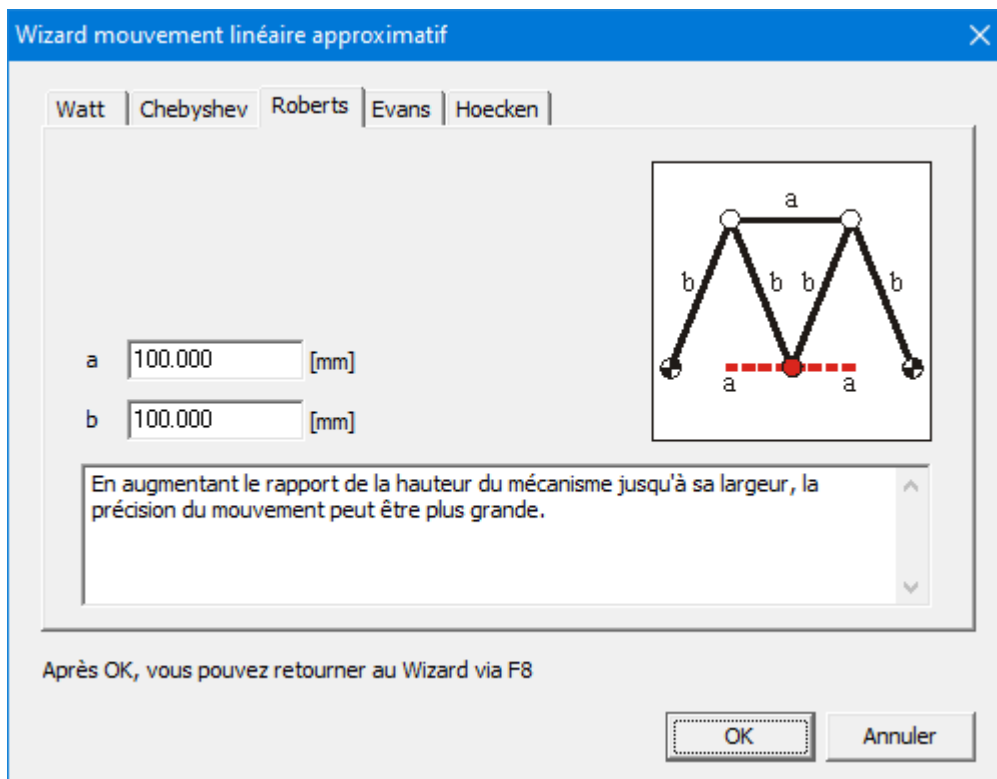 Wizard mouvement linéaire approximatif
Watt Chebyshev Roberts Evans Hoecken
a
b b b b
a a
a 100.000 [mm]
b 100.000 [mm]
En augmentant le rapport de la hauteur du mécanisme jusqu'à sa largeur, la
précision du mouvement peut être plus grande.
Après OK, vous pouvez retourner au Wizard via F8
OK Annuler